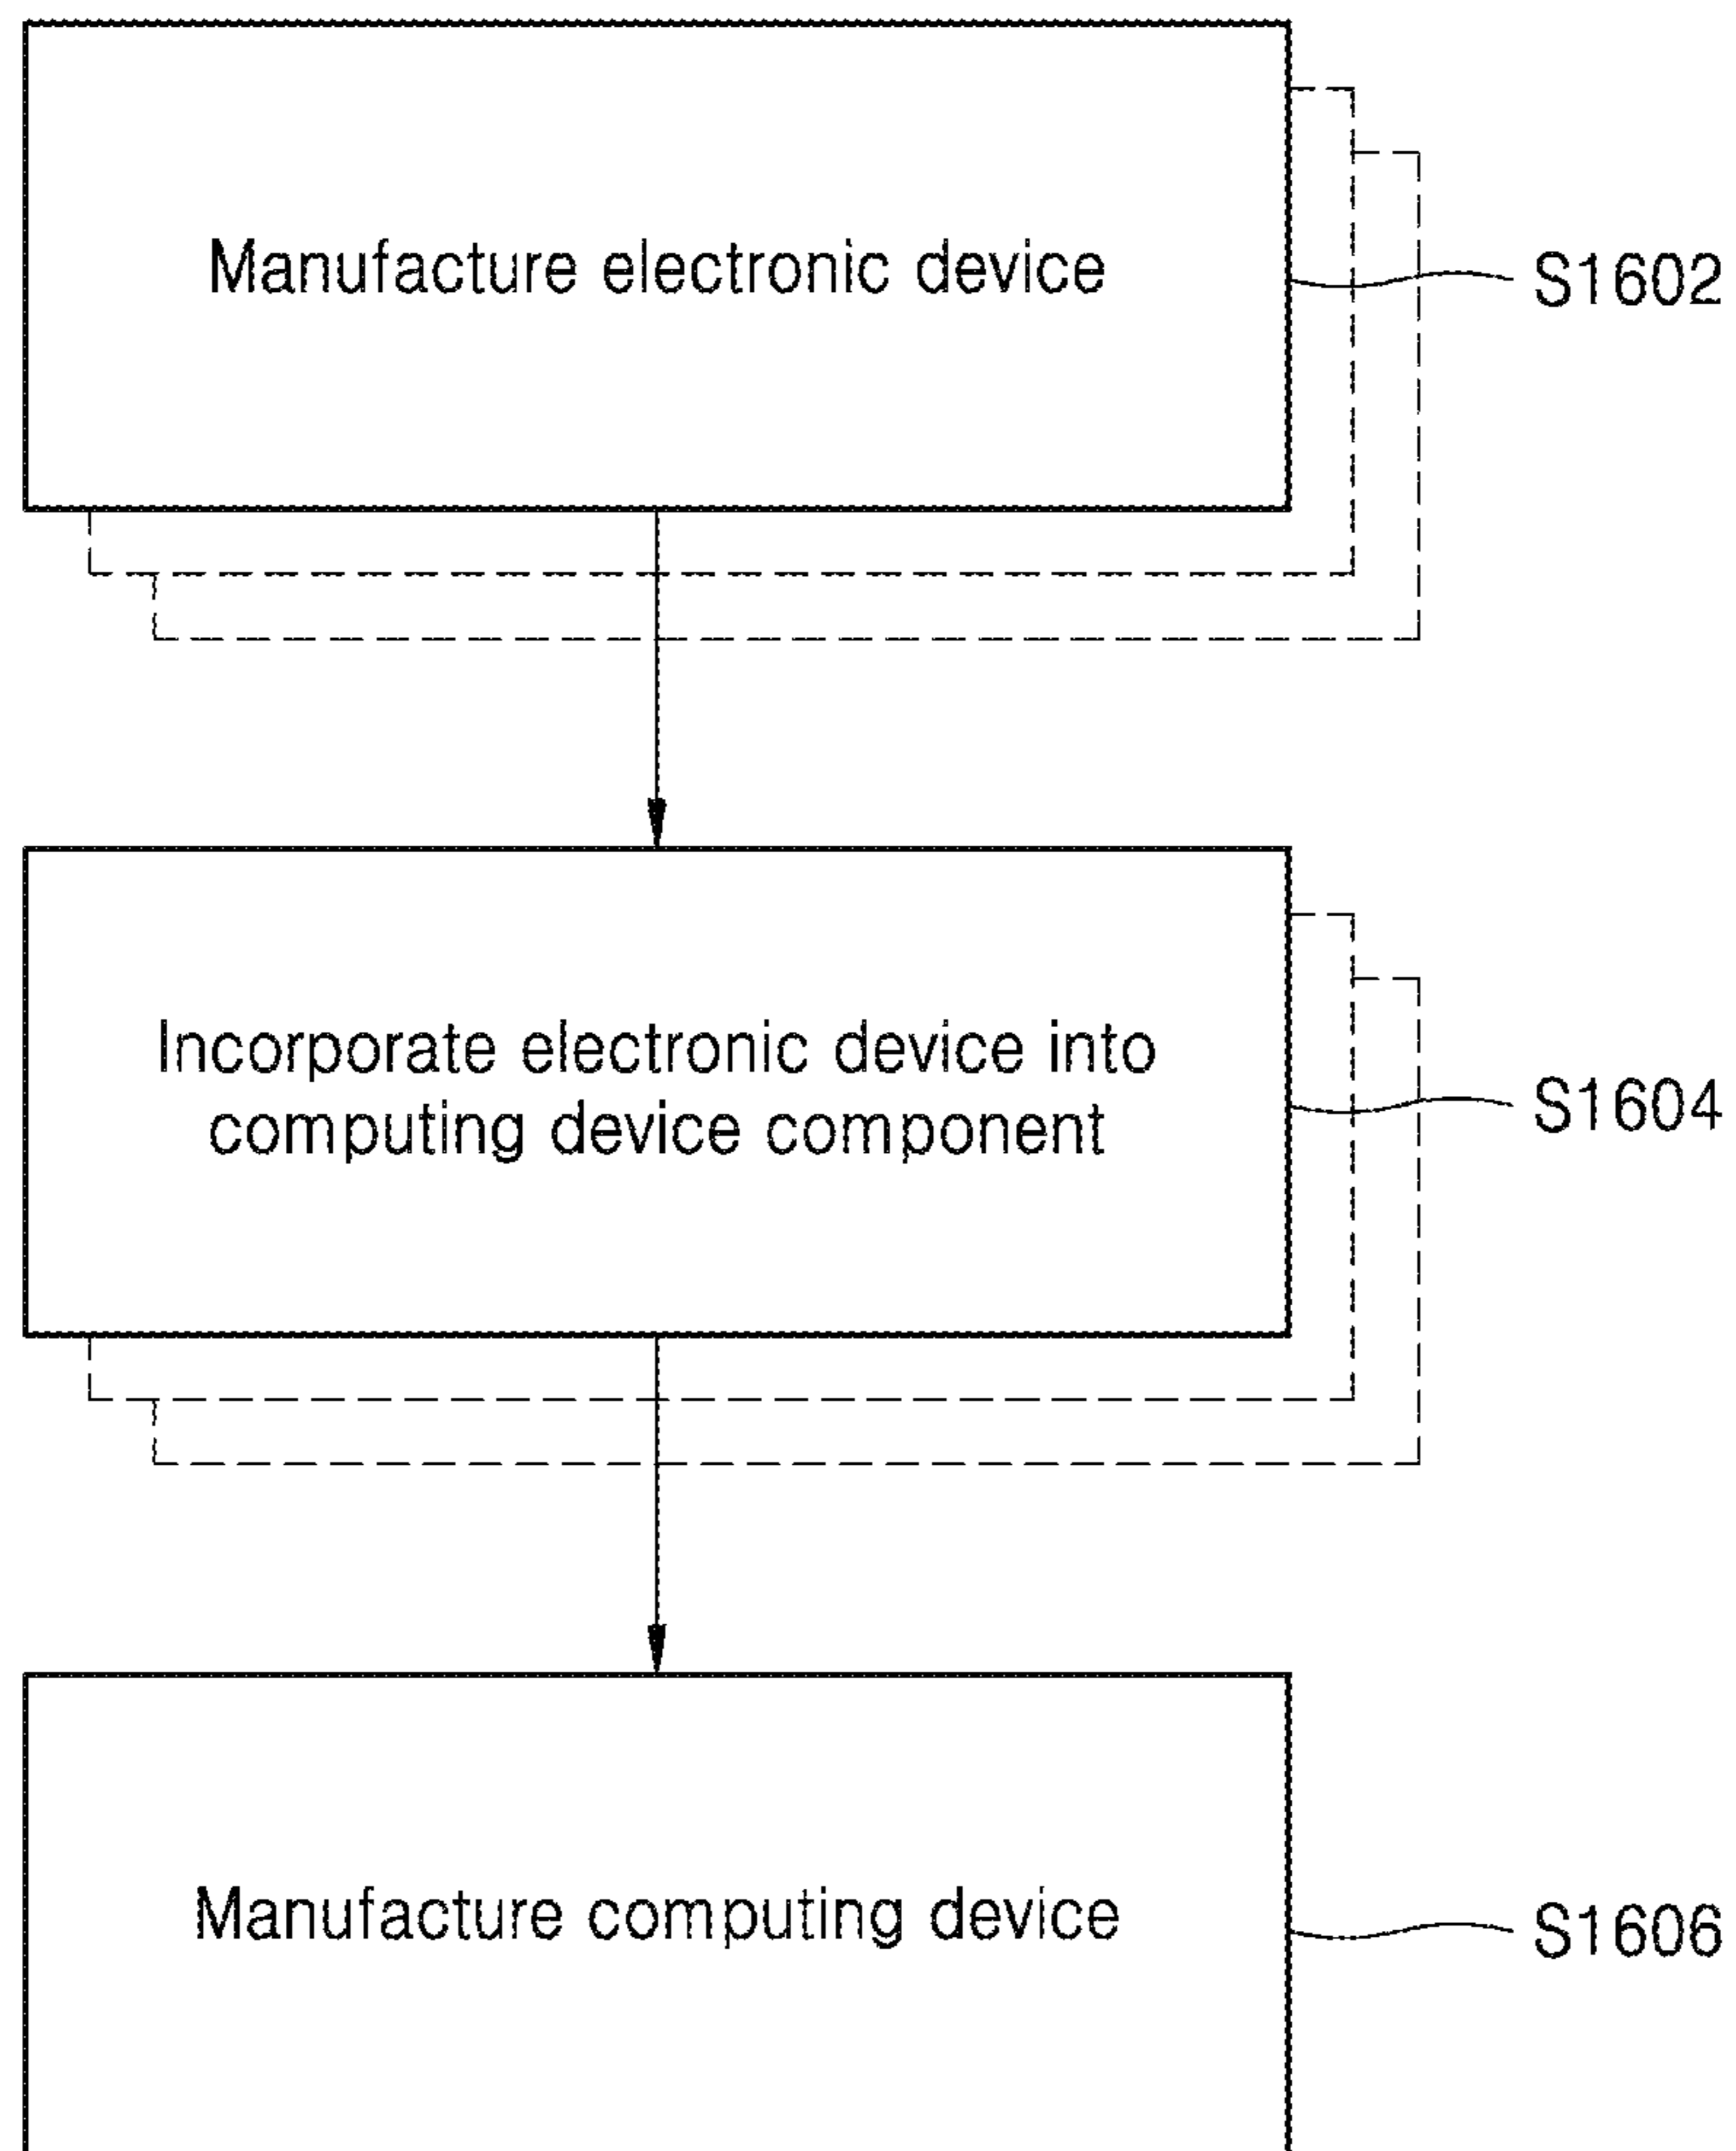 Manufacture electronic device
S1602
Incorporate electronic device into
computing device component
S1604
Manufacture computing device
S1606